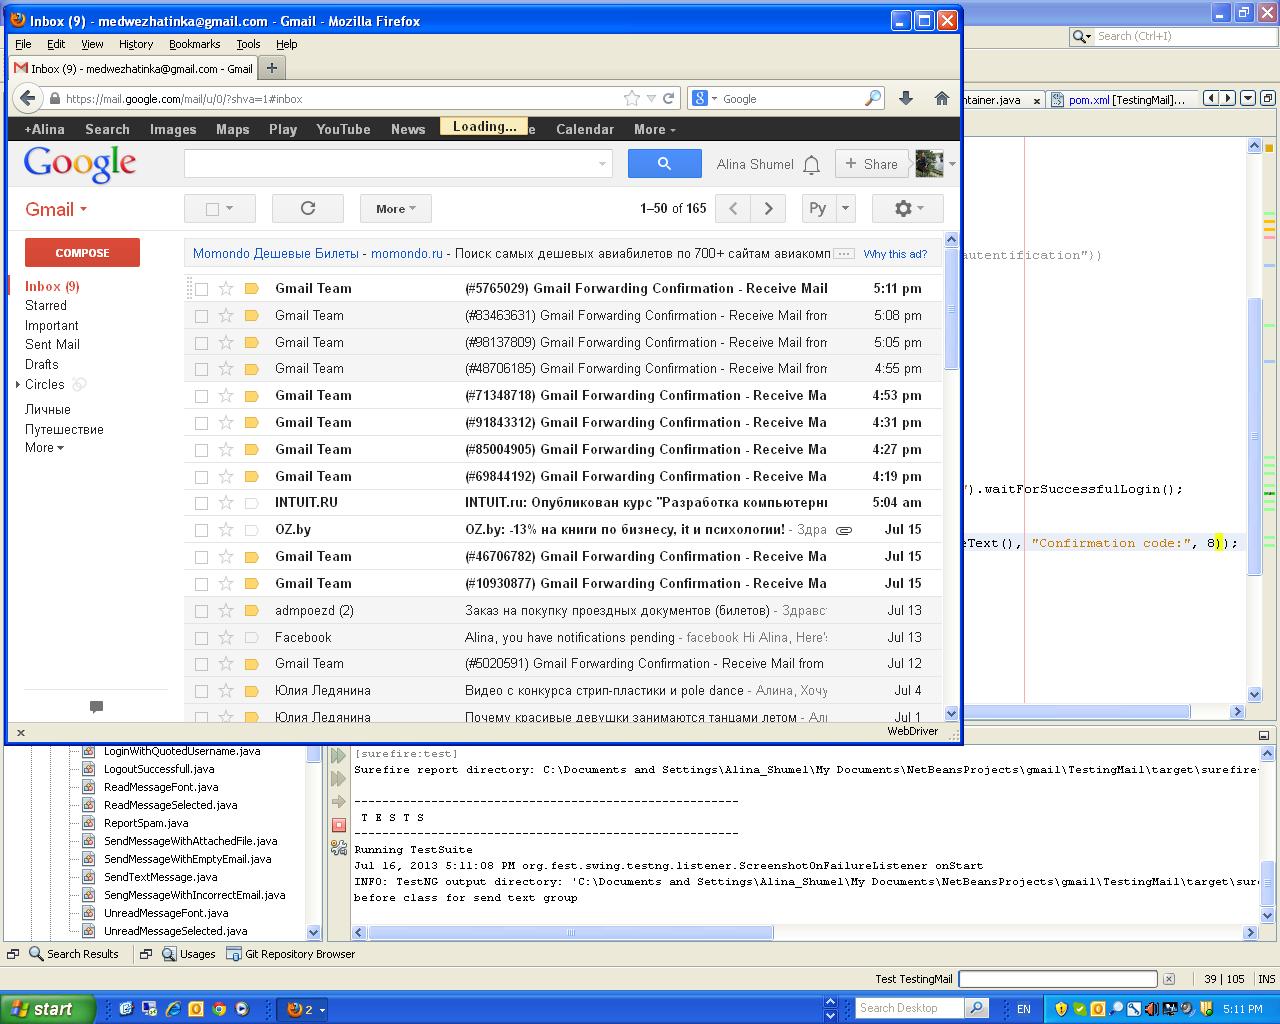 Inbox (9) - medwezhatinka@gmail.com - Gmail - Mozilla Firefox
File Edit View History Bookmarks Tools Help
Search (Ctrl+I)
Inbox (9) - medwezhatinka@gmail.com - Gmail
ntainer.java
pom.xml [TestingMail]...
https://mail.google.com/mail/u/0/?shva=1#inbox
Google
+Alina Search Images Maps Play YouTube News Loading... e Calendar More
Google
Alina Shumel
+ Share
Gmail
More
1–50 of 165
Ру
COMPOSE
Momondo Дешевые Билеты - momondo.ru - Поиск самых дешевых авиабилетов по 700+ сайтам авиакомп ... Why this ad?
Inbox (9)
Starred
Important
Sent Mail
Drafts
Circles
Личные
Путешествие
More
Gmail Team (#5765029) Gmail Forwarding Confirmation - Receive Mail 5:11 pm
Gmail Team (#83463631) Gmail Forwarding Confirmation - Receive Mail from 5:08 pm
Gmail Team (#98137809) Gmail Forwarding Confirmation - Receive Mail from 5:05 pm
Gmail Team (#48706185) Gmail Forwarding Confirmation - Receive Mail from 4:55 pm
Gmail Team (#71348718) Gmail Forwarding Confirmation - Receive Ma 4:53 pm
Gmail Team (#91843312) Gmail Forwarding Confirmation - Receive Ma 4:31 pm
Gmail Team (#85004905) Gmail Forwarding Confirmation - Receive Ma 4:27 pm
Gmail Team (#69844192) Gmail Forwarding Confirmation - Receive Ma 4:19 pm
INTUIT.RU INTUIT.ru: Опубликован курс "Разработка компьютерн 5:04 am
OZ.by OZ.by: -13% на книги по бизнесу, it и психологии! - Здра Jul 15
Gmail Team (#46706782) Gmail Forwarding Confirmation - Receive Ma Jul 15
Gmail Team (#10930877) Gmail Forwarding Confirmation - Receive Ma Jul 15
admpoezd (2) Заказ на покупку проездных документов (билетов) - Здравст Jul 13
Facebook Alina, you have notifications pending - facebook Hi Alina, Here's Jul 13
Gmail Team (#5020591) Gmail Forwarding Confirmation - Receive Mail from Jul 12
Юлия Ледянина Видео с конкурса стрип-пластики и pole dance - Алина, Хочу Jul 4
Юлия Ледянина Почему красивые девушки занимаются танцами летом - Али Jul 1
WebDriver
autentification"))
").waitForSuccessfulLogin();
eText(), "Confirmation code:", 8));
LoginWithQuotedUsername.java
LogoutSuccessfull.java
ReadMessageFont.java
ReadMessageSelected.java
ReportSpam.java
SendMessageWithAttachedFile.java
SendMessageWithEmptyEmail.java
SendTextMessage.java
SengMessageWithIncorrectEmail.java
UnreadMessageFont.java
UnreadMessageSelected.java
[surefire:test]
Surefire report directory: C:\Documents and Settings\Alina_Shumel\My Documents\NetBeansProjects\gmail\TestingMail\target\surefire
-------------------------------------------------------
T E S T S
-------------------------------------------------------
Running TestSuite
Jul 16, 2013 5:11:08 PM org.fest.swing.testng.listener.ScreenshotOnFailureListener onStart
INFO: TestNG output directory: 'C:\Documents and Settings\Alina_Shumel\My Documents\NetBeansProjects\gmail\TestingMail\target\sure
before class for send text group
Search Results Usages Git Repository Browser
Test TestingMail 39 | 105 INS
start 2 Search Desktop EN 5:11 PM